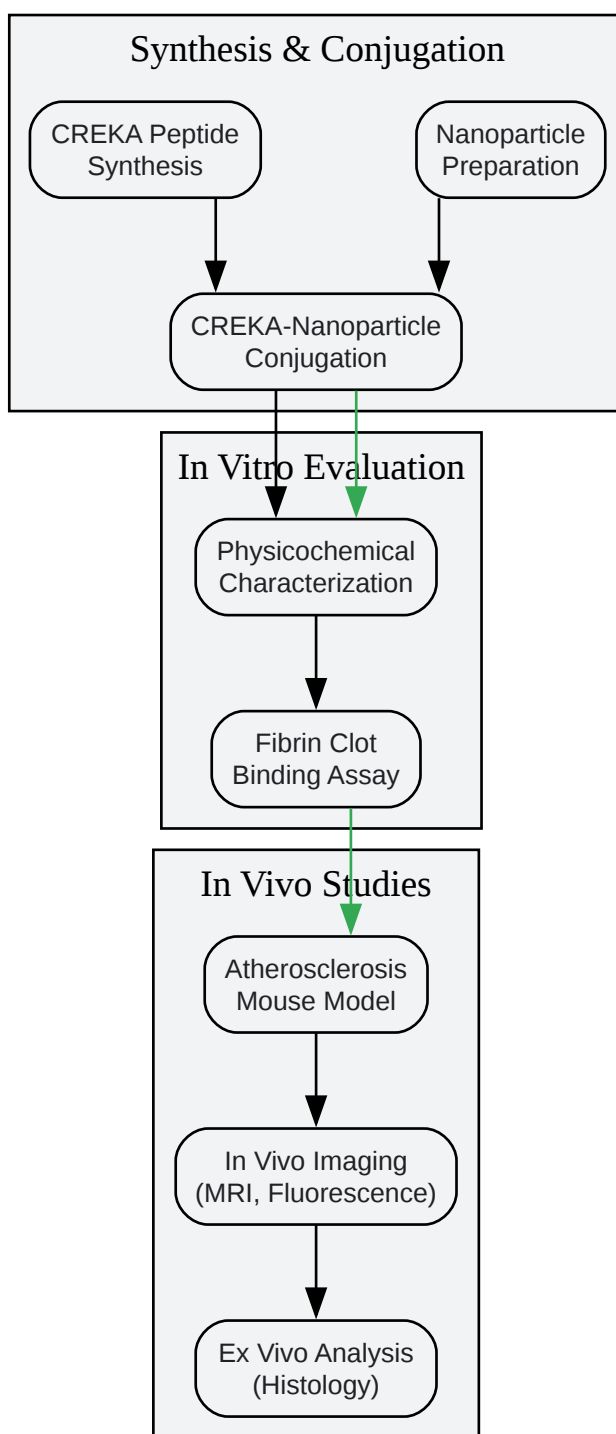 Synthesis & Conjugation
CREKA Peptide
Synthesis
Nanoparticle
Preparation
CREKA-Nanoparticle
Conjugation
In Vitro Evaluation
Physicochemical
Characterization
Fibrin Clot
Binding Assay
In Vivo Studies
Atherosclerosis
Mouse Model
In Vivo Imaging
(MRI, Fluorescence)
Ex Vivo Analysis
(Histology)